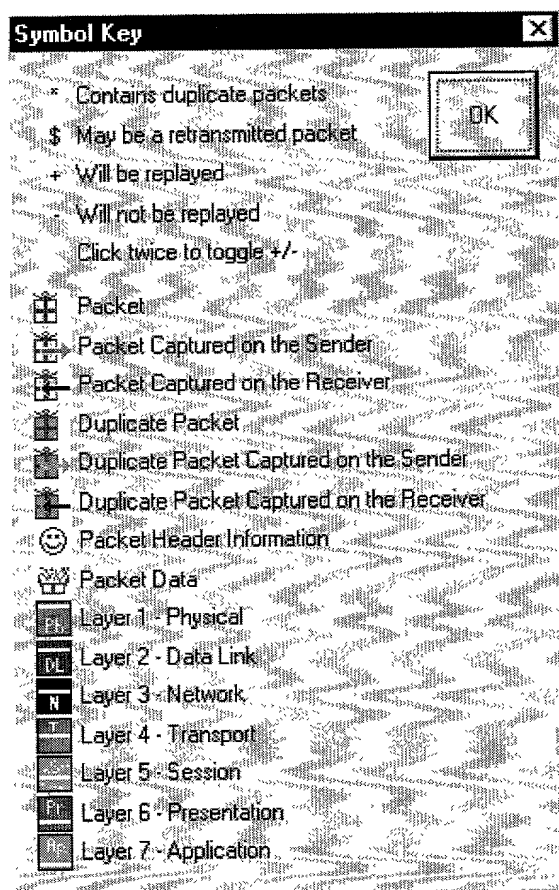 Symbol Key
* Contains duplicate packets
OK
$ May be a retransmitted packet
+ Will be replayed
- Will not be replayed
Click twice to toggle +/-
Packet
Packet Captured on the Sender
Packet Captured on the Receiver
Duplicate Packet
Duplicate Packet Captured on the Sender
Duplicate Packet Captured on the Receiver
Packet Header Information
Packet Data
Ph Layer 1 - Physical
DL Layer 2 - Data Link
N Layer 3 - Network
T Layer 4 - Transport
Layer 5 - Session
Pr Layer 6 - Presentation
Ap Layer 7 - Application